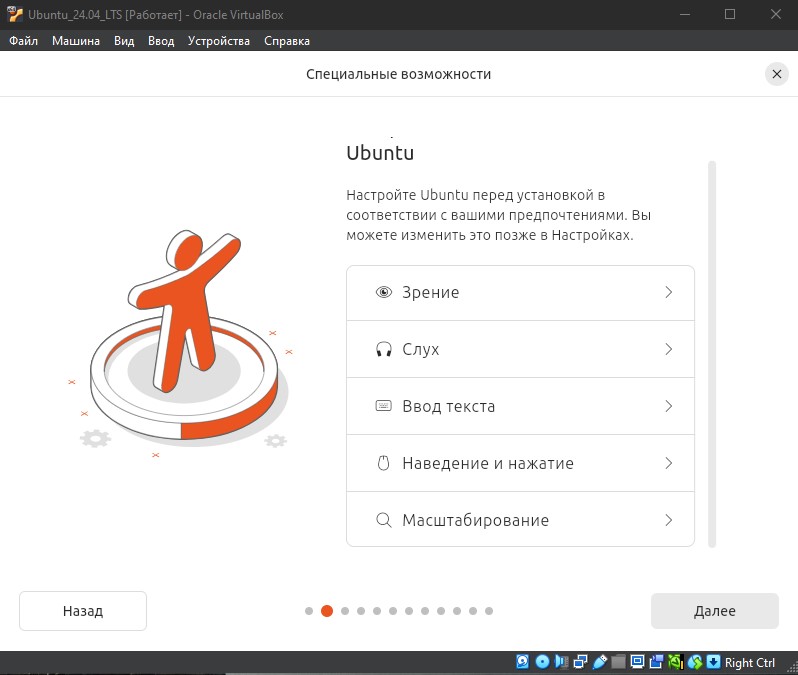 Ubuntu_24.04_LTS [Работает] - Oracle VirtualBox
Файл Машина Вид Ввод Устройства Справка
Специальные возможности
Ubuntu
Настройте Ubuntu перед установкой в
соответствии с вашими предпочтениями. Вы
можете изменить это позже в Настройках.
Зрение
Слух
Ввод текста
Наведение и нажатие
Масштабирование
Назад
Далее
Right Ctrl